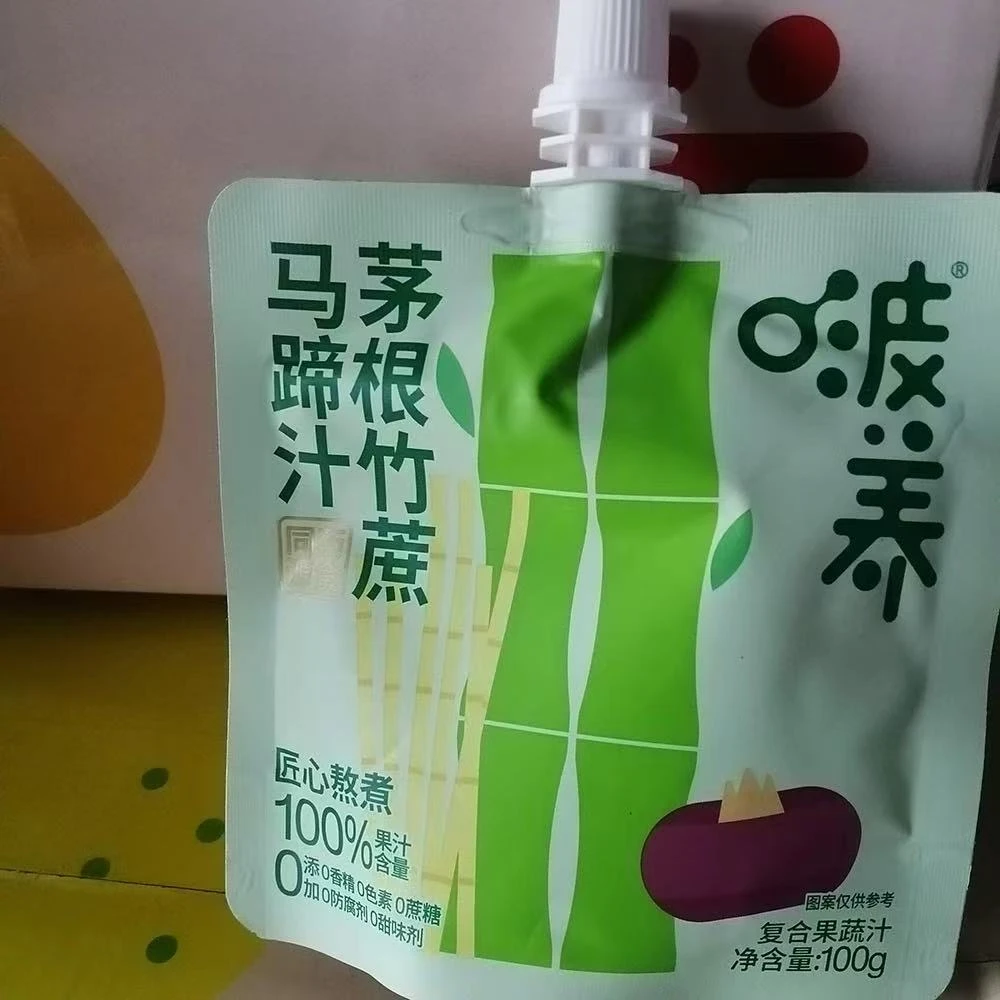 茅根竹蔗
马蹄汁
啵养®
匠心熬煮
100%果汁含量
0添加 0香精 0色素 0蔗糖
0防腐剂 0甜味剂
图案仅供参考
复合果蔬汁
净含量:100g